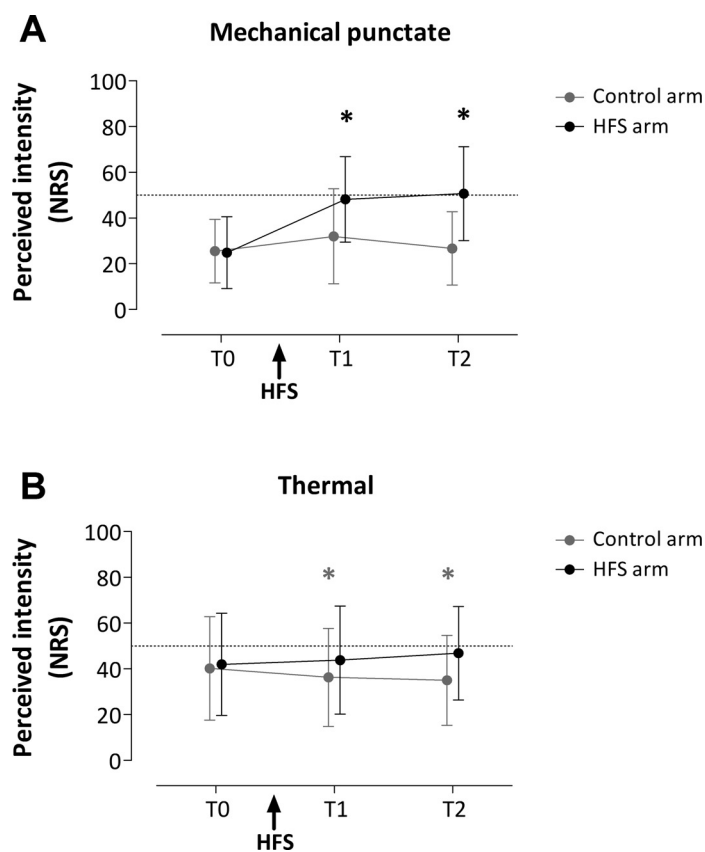 A
Mechanical punctate
Perceived intensity
(NRS)
100
80
60
40
20
0
*
*
Control arm
HFS arm
T0
T1
T2
HFS
B
Thermal
Perceived intensity
(NRS)
100
80
60
40
20
0
*
*
Control arm
HFS arm
T0
T1
T2
HFS